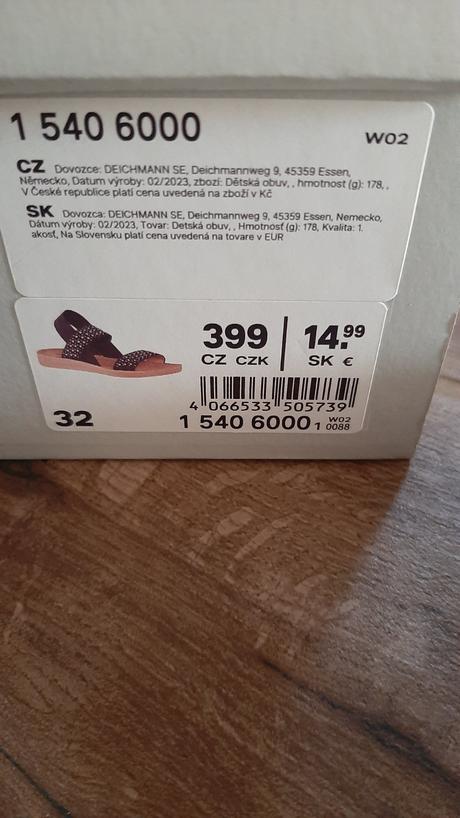 1 540 6000
W02
CZ Dovozce: DEICHMANN SE, Deichmannweg 9, 45359 Essen,
Německo, Datum výroby: 02/2023, zbozí: Dětská obuv, , hmotnost (g): 178, ,
V České republice platí cena uvedená na zboží v Kč
SK Dovozca: DEICHMANN SE, Deichmannweg 9, 45359 Essen, Nemecko,
Dátum výroby: 02/2023, Tovar: Detská obuv, , Hmotnosť (g): 178, Kvalita: 1.
akosť, Na Slovensku platí cena uvedená na tovare v EUR
399 14.99
CZ CZK SK €
4 066533 505739
32
1 540 6000 1 W02 0088